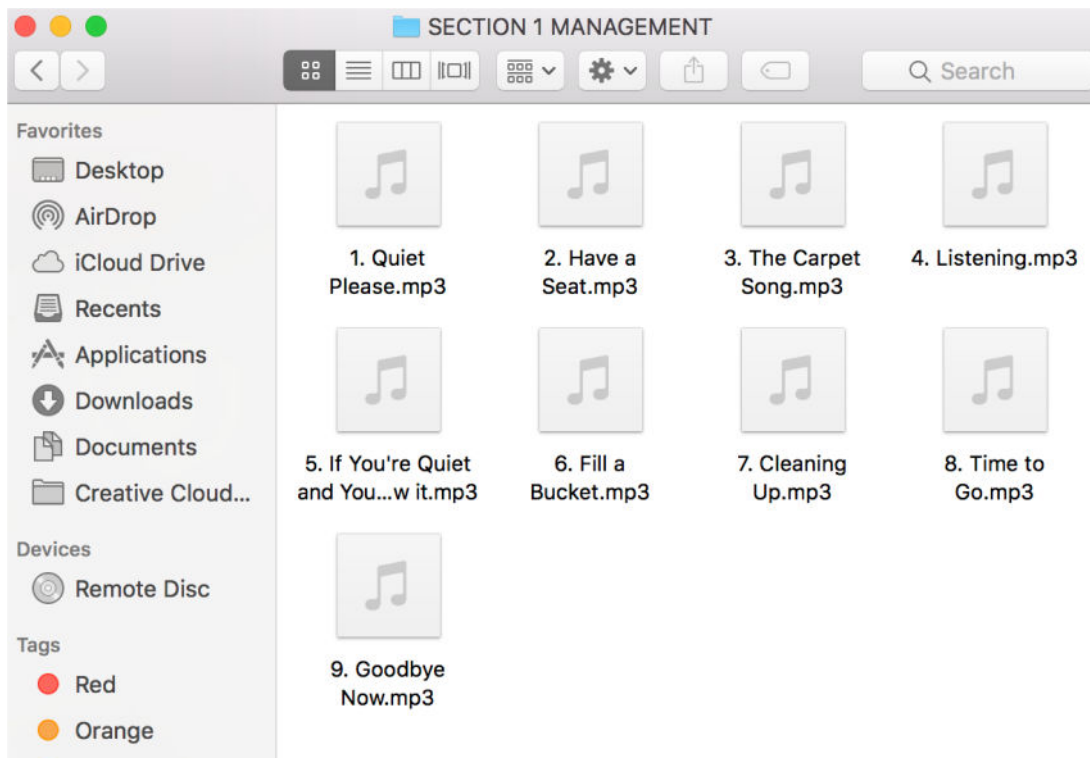 SECTION 1 MANAGEMENT
Search
Favorites
Desktop
AirDrop
iCloud Drive
Recents
Applications
Downloads
Documents
Creative Cloud...
Devices
Remote Disc
Tags
Red
Orange
1. Quiet
Please.mp3
2. Have a
Seat.mp3
3. The Carpet
Song.mp3
4. Listening.mp3
5. If You're Quiet
and You...w it.mp3
6. Fill a
Bucket.mp3
7. Cleaning
Up.mp3
8. Time to
Go.mp3
9. Goodbye
Now.mp3